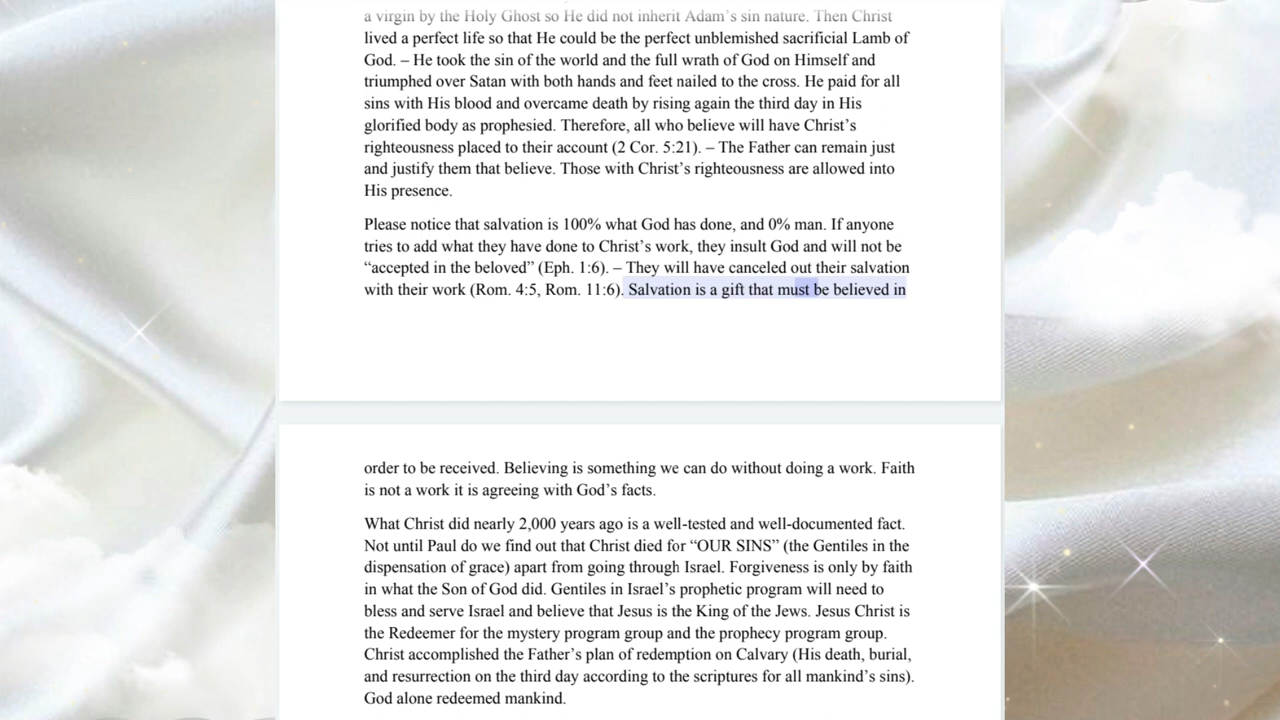 a virgin by the Holy Ghost so He did not inherit Adam’s sin nature. Then Christ
lived a perfect life so that He could be the perfect unblemished sacrificial Lamb of
God. – He took the sin of the world and the full wrath of God on Himself and
triumphed over Satan with both hands and feet nailed to the cross. He paid for all
sins with His blood and overcame death by rising again the third day in His
glorified body as prophesied. Therefore, all who believe will have Christ’s
righteousness placed to their account (2 Cor. 5:21). – The Father can remain just
and justify them that believe. Those with Christ’s righteousness are allowed into
His presence.
Please notice that salvation is 100% what God has done, and 0% man. If anyone
tries to add what they have done to Christ’s work, they insult God and will not be
“accepted in the beloved” (Eph. 1:6). – They will have canceled out their salvation
with their work (Rom. 4:5, Rom. 11:6). Salvation is a gift that must be believed in
order to be received. Believing is something we can do without doing a work. Faith
is not a work it is agreeing with God’s facts.
What Christ did nearly 2,000 years ago is a well-tested and well-documented fact.
Not until Paul do we find out that Christ died for “OUR SINS” (the Gentiles in the
dispensation of grace) apart from going through Israel. Forgiveness is only by faith
in what the Son of God did. Gentiles in Israel’s prophetic program will need to
bless and serve Israel and believe that Jesus is the King of the Jews. Jesus Christ is
the Redeemer for the mystery program group and the prophecy program group.
Christ accomplished the Father’s plan of redemption on Calvary (His death, burial,
and resurrection on the third day according to the scriptures for all mankind’s sins).
God alone redeemed mankind.